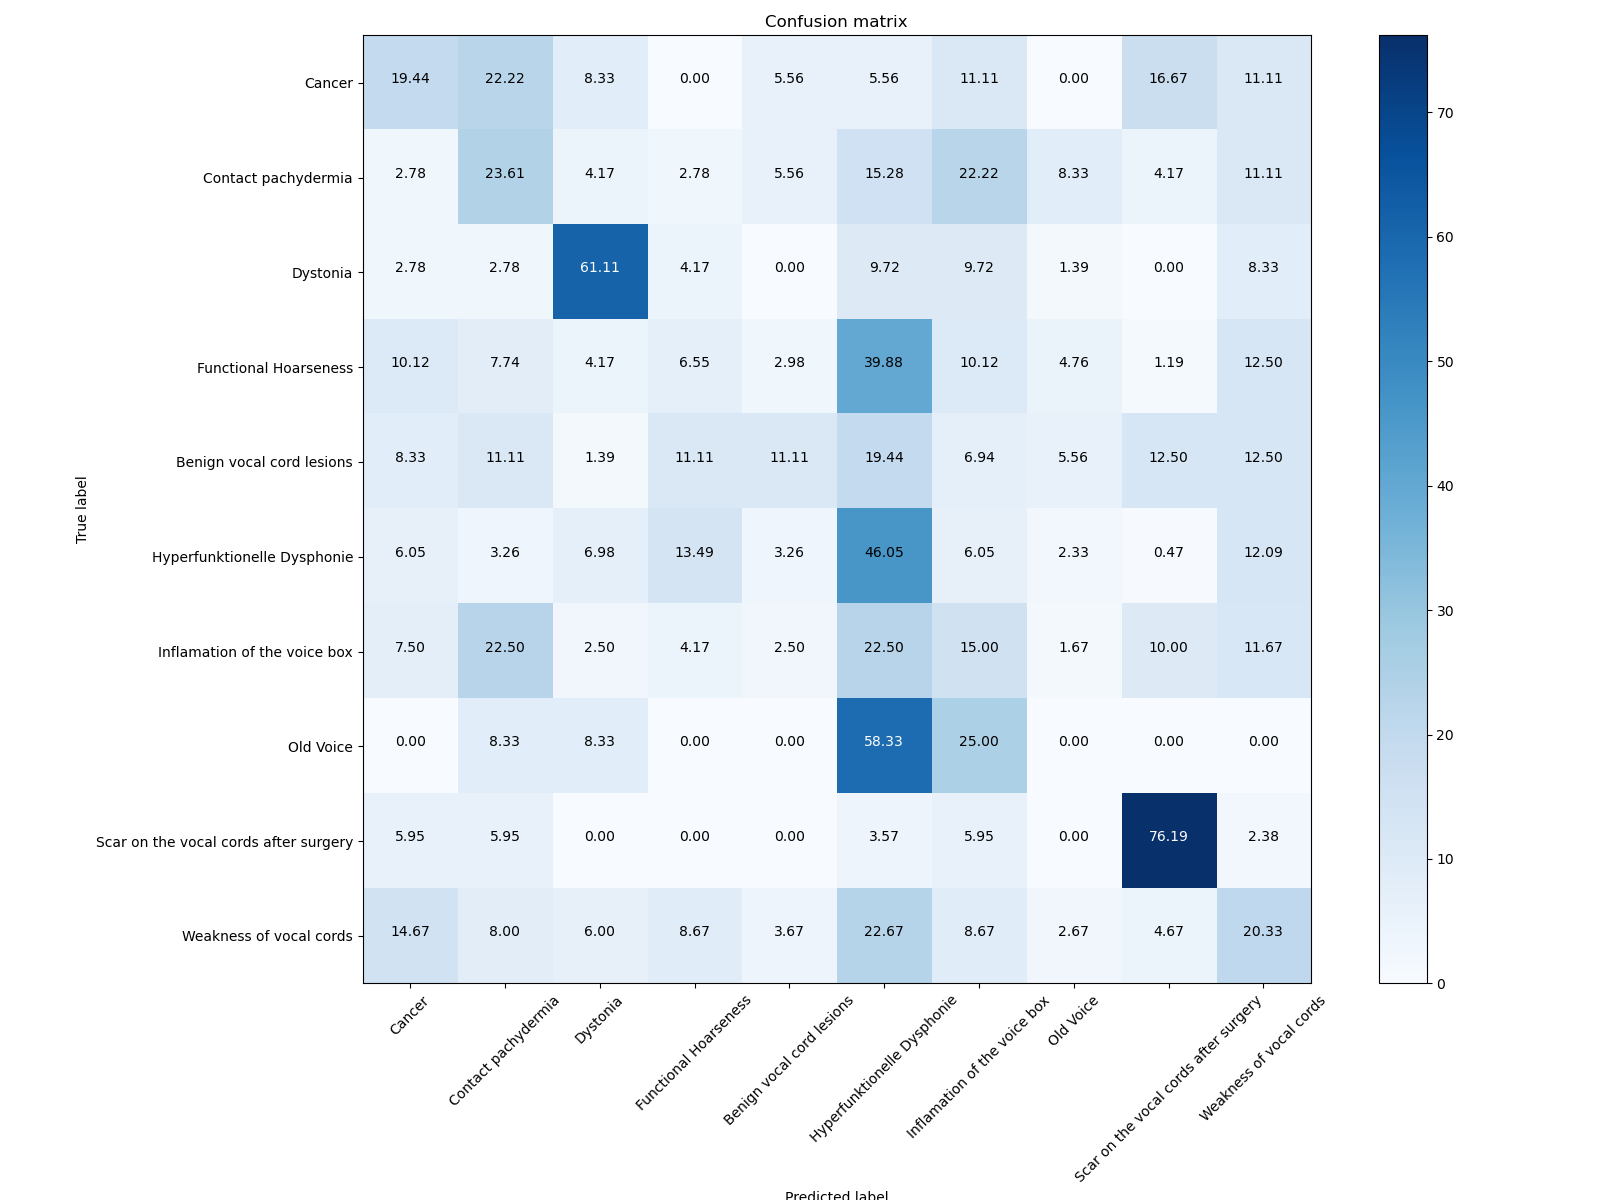 Confusion matrix
Cancer 19.44 22.22 8.33 0.00 5.56 5.56 11.11 0.00 16.67 11.11
Contact pachydermia 2.78 23.61 4.17 2.78 5.56 15.28 22.22 8.33 4.17 11.11
Dystonia 2.78 2.78 61.11 4.17 0.00 9.72 9.72 1.39 0.00 8.33
Functional Hoarseness 10.12 7.74 4.17 6.55 2.98 39.88 10.12 4.76 1.19 12.50
Benign vocal cord lesions 8.33 11.11 1.39 11.11 11.11 19.44 6.94 5.56 12.50 12.50
Hyperfunktionelle Dysphonie 6.05 3.26 6.98 13.49 3.26 46.05 6.05 2.33 0.47 12.09
Inflamation of the voice box 7.50 22.50 2.50 4.17 2.50 22.50 15.00 1.67 10.00 11.67
Old Voice 0.00 8.33 8.33 0.00 0.00 58.33 25.00 0.00 0.00 0.00
Scar on the vocal cords after surgery 5.95 5.95 0.00 0.00 0.00 3.57 5.95 0.00 76.19 2.38
Weakness of vocal cords 14.67 8.00 6.00 8.67 3.67 22.67 8.67 2.67 4.67 20.33
True label
Cancer
Contact pachydermia
Dystonia
Functional Hoarseness
Benign vocal cord lesions
Hyperfunktionelle Dysphonie
Inflamation of the voice box
Old Voice
Scar on the vocal cords after surgery
Weakness of vocal cords
Predicted label
70
60
50
40
30
20
10
0